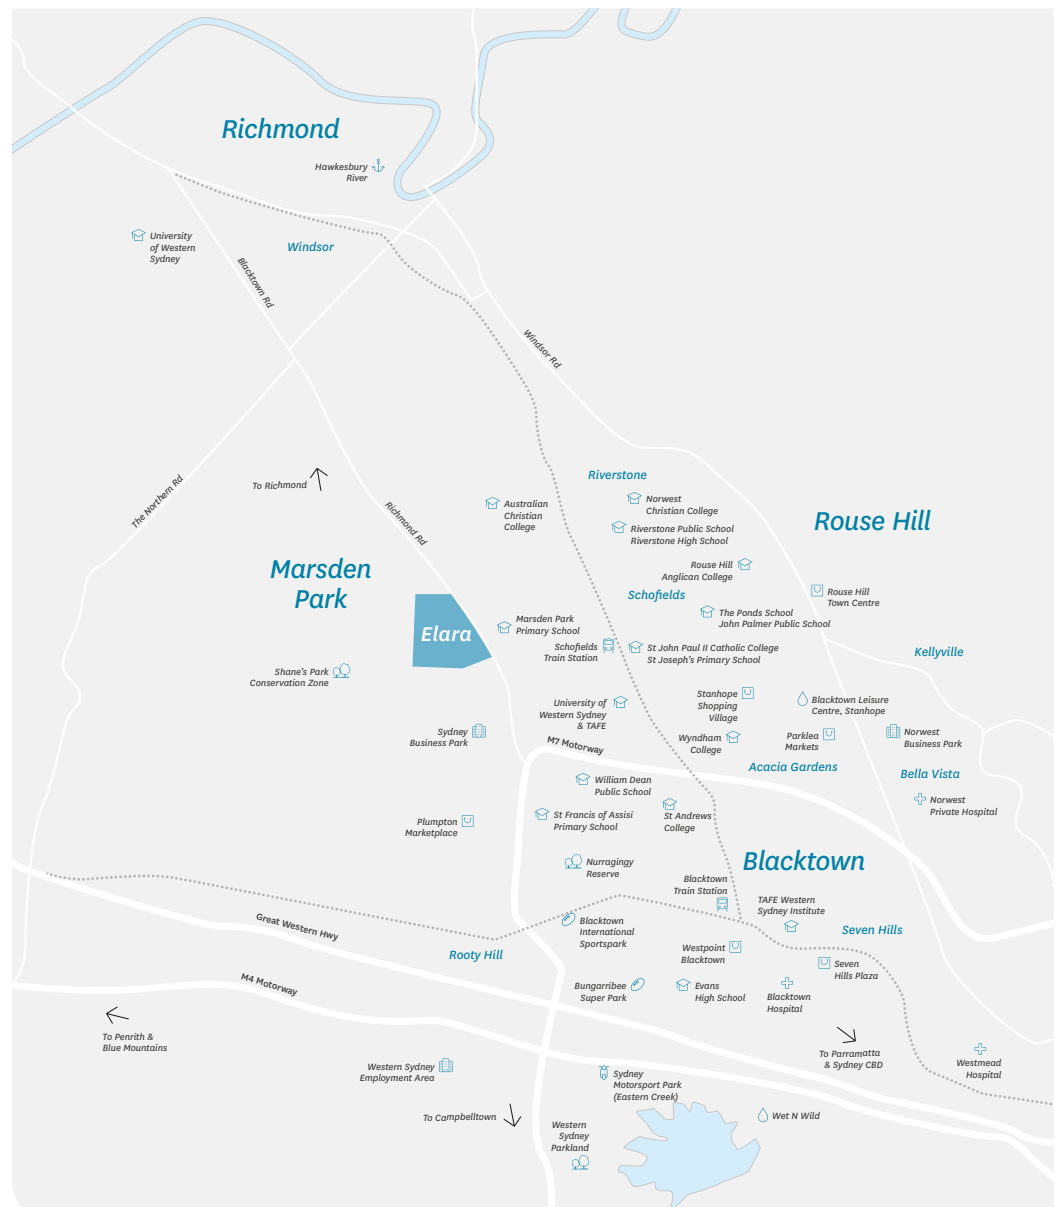 Richmond
Hawkesbury
River
University
of Western
Sydney
Windsor
Blacktown Rd
Windsor Rd
Riverstone
To Richmond
The Northern Rd
Richmond Rd
Australian
Christian
College
Norwest
Christian College
Riverstone Public School
Riverstone High School
Rouse Hill
Marsden
Park
Rouse Hill
Anglican College
Schofields
Rouse Hill
Town Centre
The Ponds School
John Palmer Public School
Elara
Marsden Park
Primary School
Schofields
Train Station
St John Paul II Catholic College
St Joseph's Primary School
Kellyville
Shane's Park
Conservation Zone
University of
Western Sydney
& TAFE
Stanhope
Shopping
Village
Blacktown Leisure
Centre, Stanhope
Sydney
Business Park
M7 Motorway
Wyndham
College
Parklea
Markets
Norwest
Business Park
Acacia Gardens
Bella Vista
William Dean
Public School
Norwest
Private Hospital
Plumpton
Marketplace
St Francis of Assisi
Primary School
St Andrews
College
Nurragingy
Reserve
Blacktown
Blacktown
Train Station
TAFE Western
Sydney Institute
Great Western Hwy
Blacktown
International
Sportspark
Seven Hills
Rooty Hill
Westpoint
Blacktown
Seven
Hills Plaza
M4 Motorway
Bungarribee
Super Park
Evans
High School
Blacktown
Hospital
To Penrith &
Blue Mountains
To Parramatta
& Sydney CBD
Westmead
Hospital
Western Sydney
Employment Area
Sydney
Motorsport Park
(Eastern Creek)
To Campbelltown
Western
Sydney
Parkland
Wet N Wild